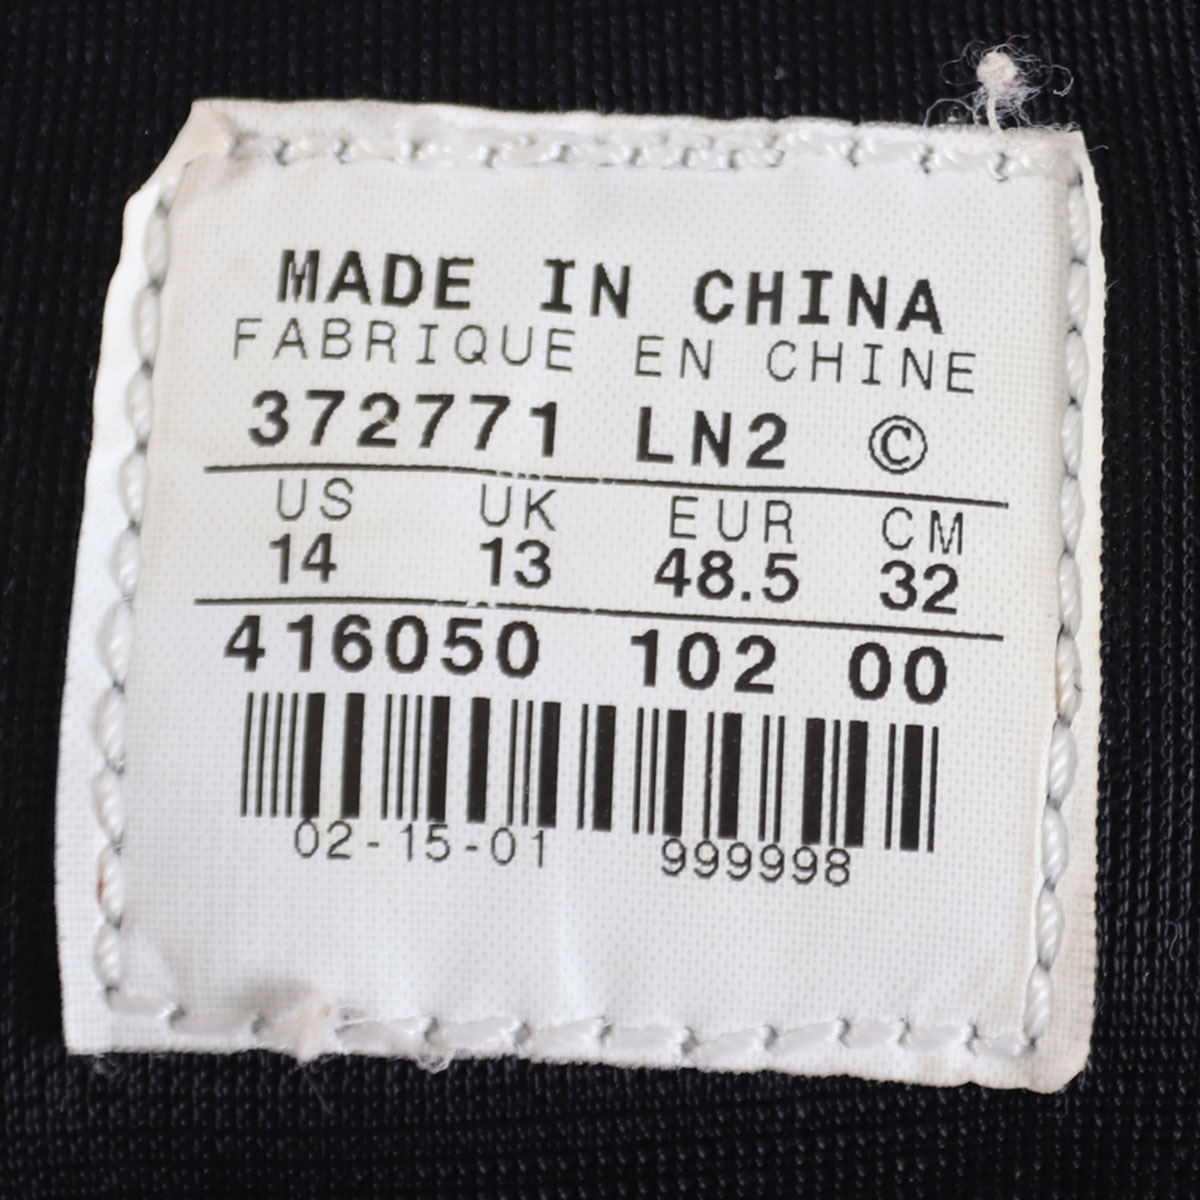 MADE IN CHINA
FABRIQUE EN CHINE
372771 LN2 ©
US UK EUR CM
14 13 48.5 32
416050 102 00
02-15-01 999998